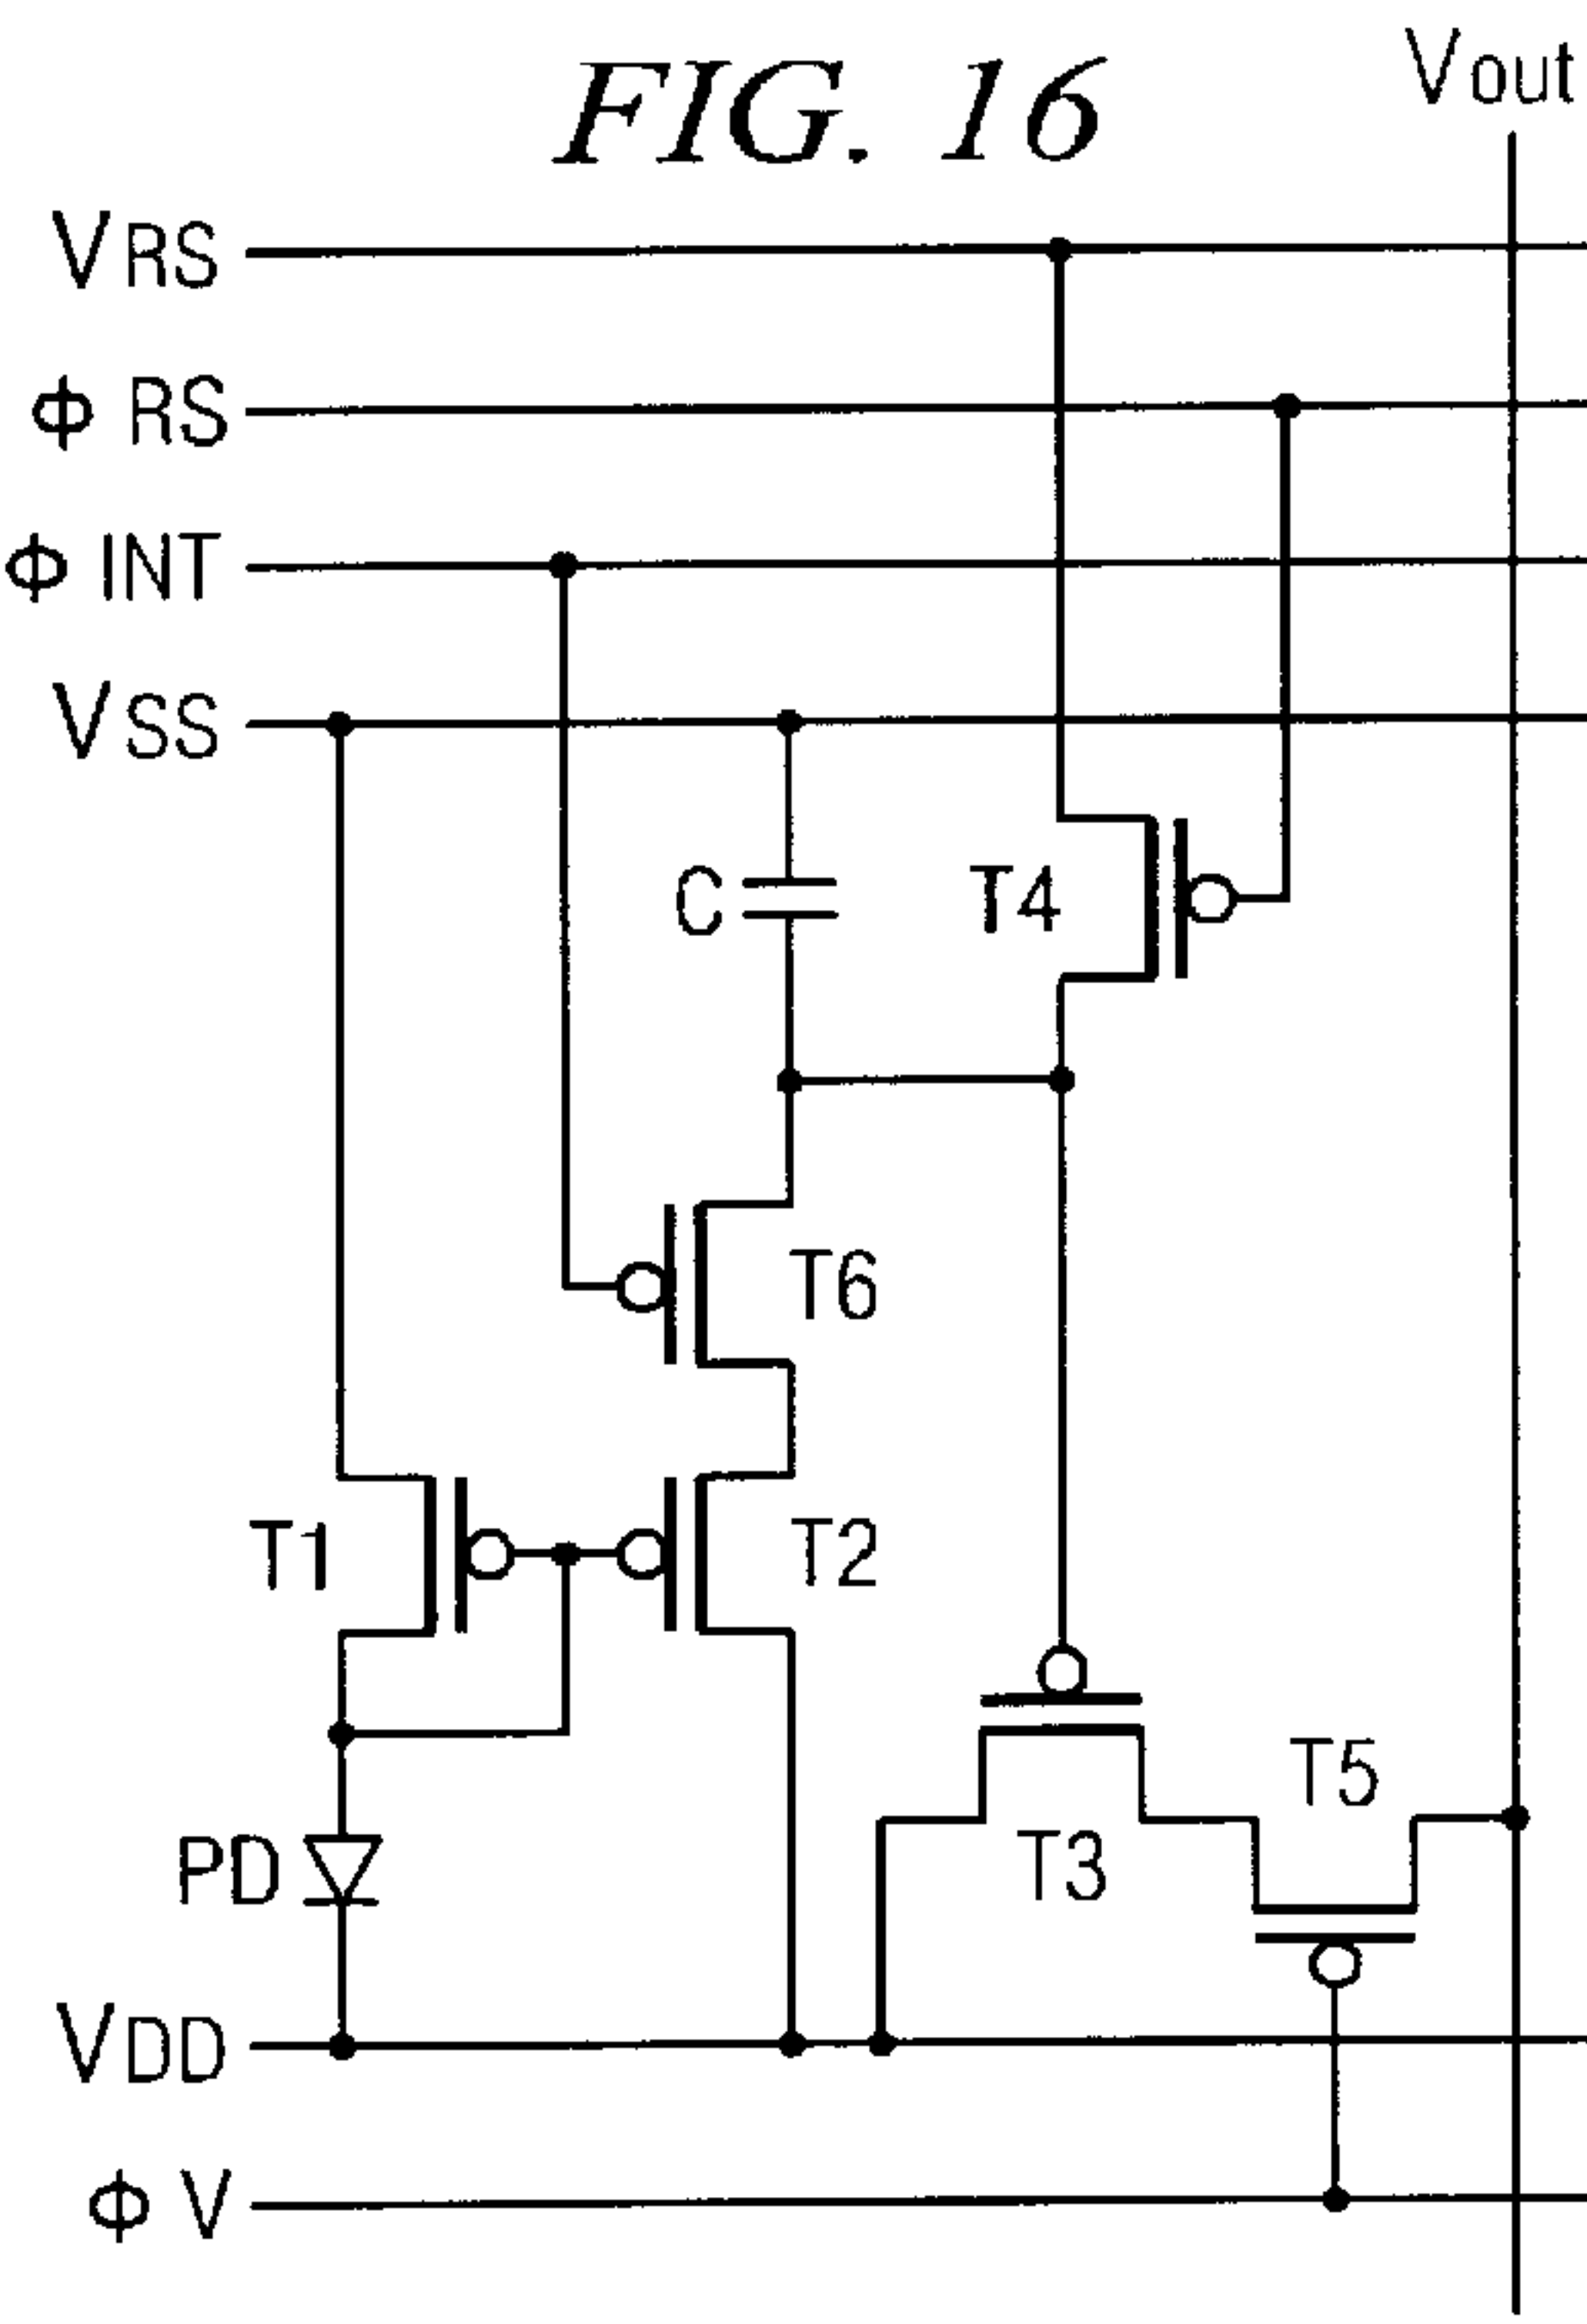 FIG. 16
Vout
VRS
ϕ RS
ϕ INT
VSS
C
T4
T6
T1
T2
T5
T3
PD
VDD
ϕ V